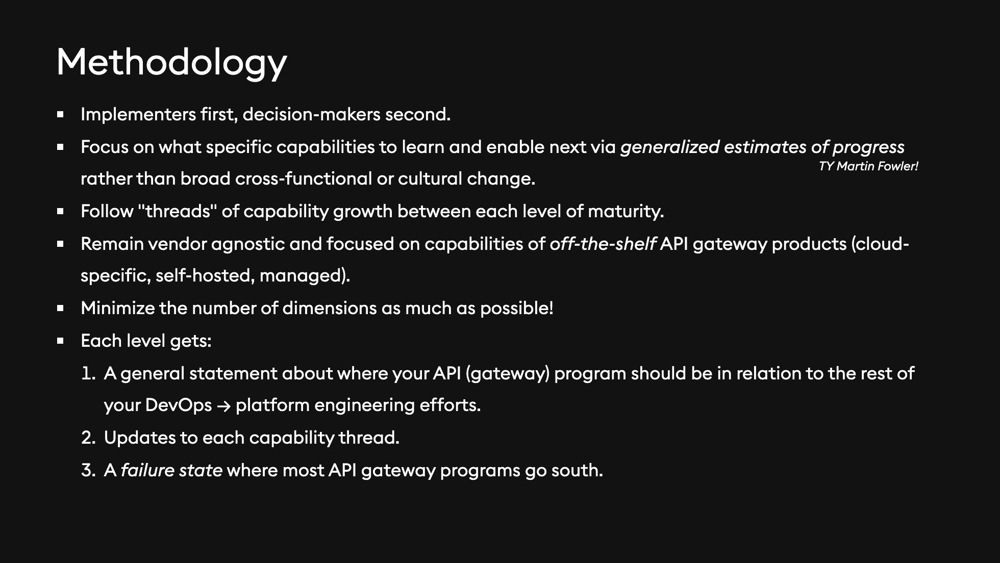 Methodology
▪ Implementers first, decision-makers second.
▪ Focus on what specific capabilities to learn and enable next via generalized estimates of progress
TY Martin Fowler!
rather than broad cross-functional or cultural change.
▪ Follow "threads" of capability growth between each level of maturity.
▪ Remain vendor agnostic and focused on capabilities of off-the-shelf API gateway products (cloud-
specific, self-hosted, managed).
▪ Minimize the number of dimensions as much as possible!
▪ Each level gets:
1. A general statement about where your API (gateway) program should be in relation to the rest of
your DevOps → platform engineering efforts.
2. Updates to each capability thread.
3. A failure state where most API gateway programs go south.